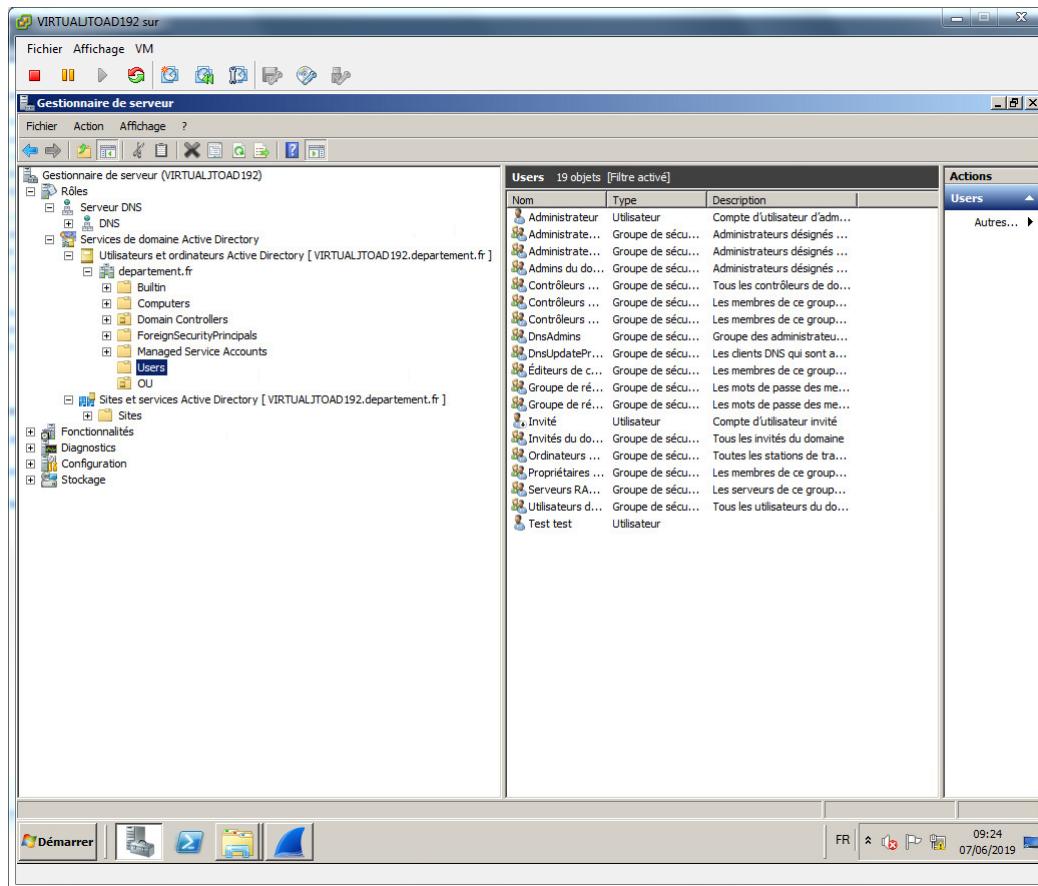 VIRTUALJTOAD192 sur
Fichier Affichage VM
Gestionnaire de serveur
Fichier Action Affichage ?
Gestionnaire de serveur (VIRTUALJTOAD192)
Rôles
Serveur DNS
DNS
Services de domaine Active Directory
Utilisateurs et ordinateurs Active Directory [ VIRTUALJTOAD192.departement.fr ]
departement.fr
Builtin
Computers
Domain Controllers
ForeignSecurityPrincipals
Managed Service Accounts
Users
OU
Sites et services Active Directory [ VIRTUALJTOAD192.departement.fr ]
Sites
Fonctionnalités
Diagnostics
Configuration
Stockage
Users 19 objets [Filtre activé]
Nom Type Description
Administrateur Utilisateur Compte d'utilisateur d'adm...
Administrate... Groupe de sécu... Administrateurs désignés ...
Administrate... Groupe de sécu... Administrateurs désignés ...
Admins du do... Groupe de sécu... Administrateurs désignés ...
Contrôleurs ... Groupe de sécu... Tous les contrôleurs de do...
Contrôleurs ... Groupe de sécu... Les membres de ce group...
Contrôleurs ... Groupe de sécu... Les membres de ce group...
DnsAdmins Groupe de sécu... Groupe des administrateu...
DnsUpdatePr... Groupe de sécu... Les clients DNS qui sont a...
Éditeurs de c... Groupe de sécu... Les membres de ce group...
Groupe de ré... Groupe de sécu... Les mots de passe des me...
Groupe de ré... Groupe de sécu... Les mots de passe des me...
Invité Utilisateur Compte d'utilisateur invité
Invités du do... Groupe de sécu... Tous les invités du domaine
Ordinateurs ... Groupe de sécu... Toutes les stations de tra...
Propriétaires ... Groupe de sécu... Les membres de ce group...
Serveurs RA... Groupe de sécu... Les serveurs de ce group...
Utilisateurs d... Groupe de sécu... Tous les utilisateurs du do...
Test test Utilisateur
Actions
Users
Autres...
Démarrer
FR
09:24
07/06/2019